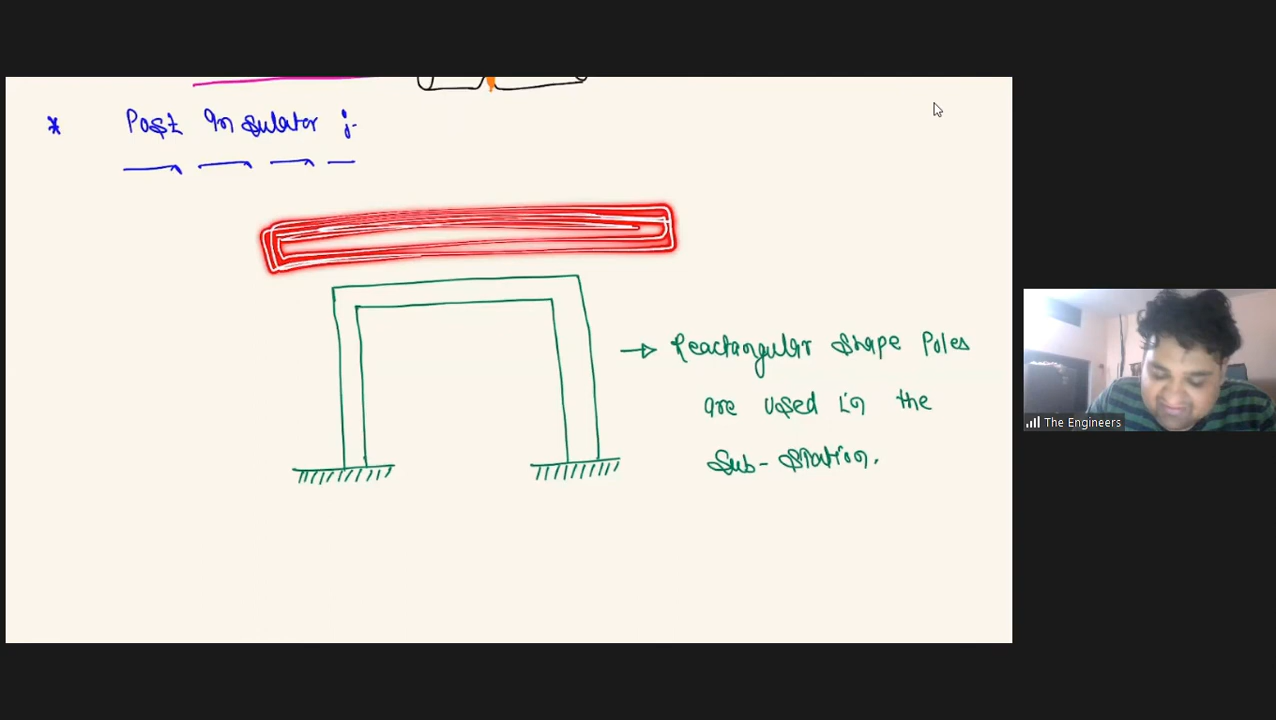 * Post Insulator :-
→ Reactangular shape Poles
are used in the
Sub-Station.
The Engineers